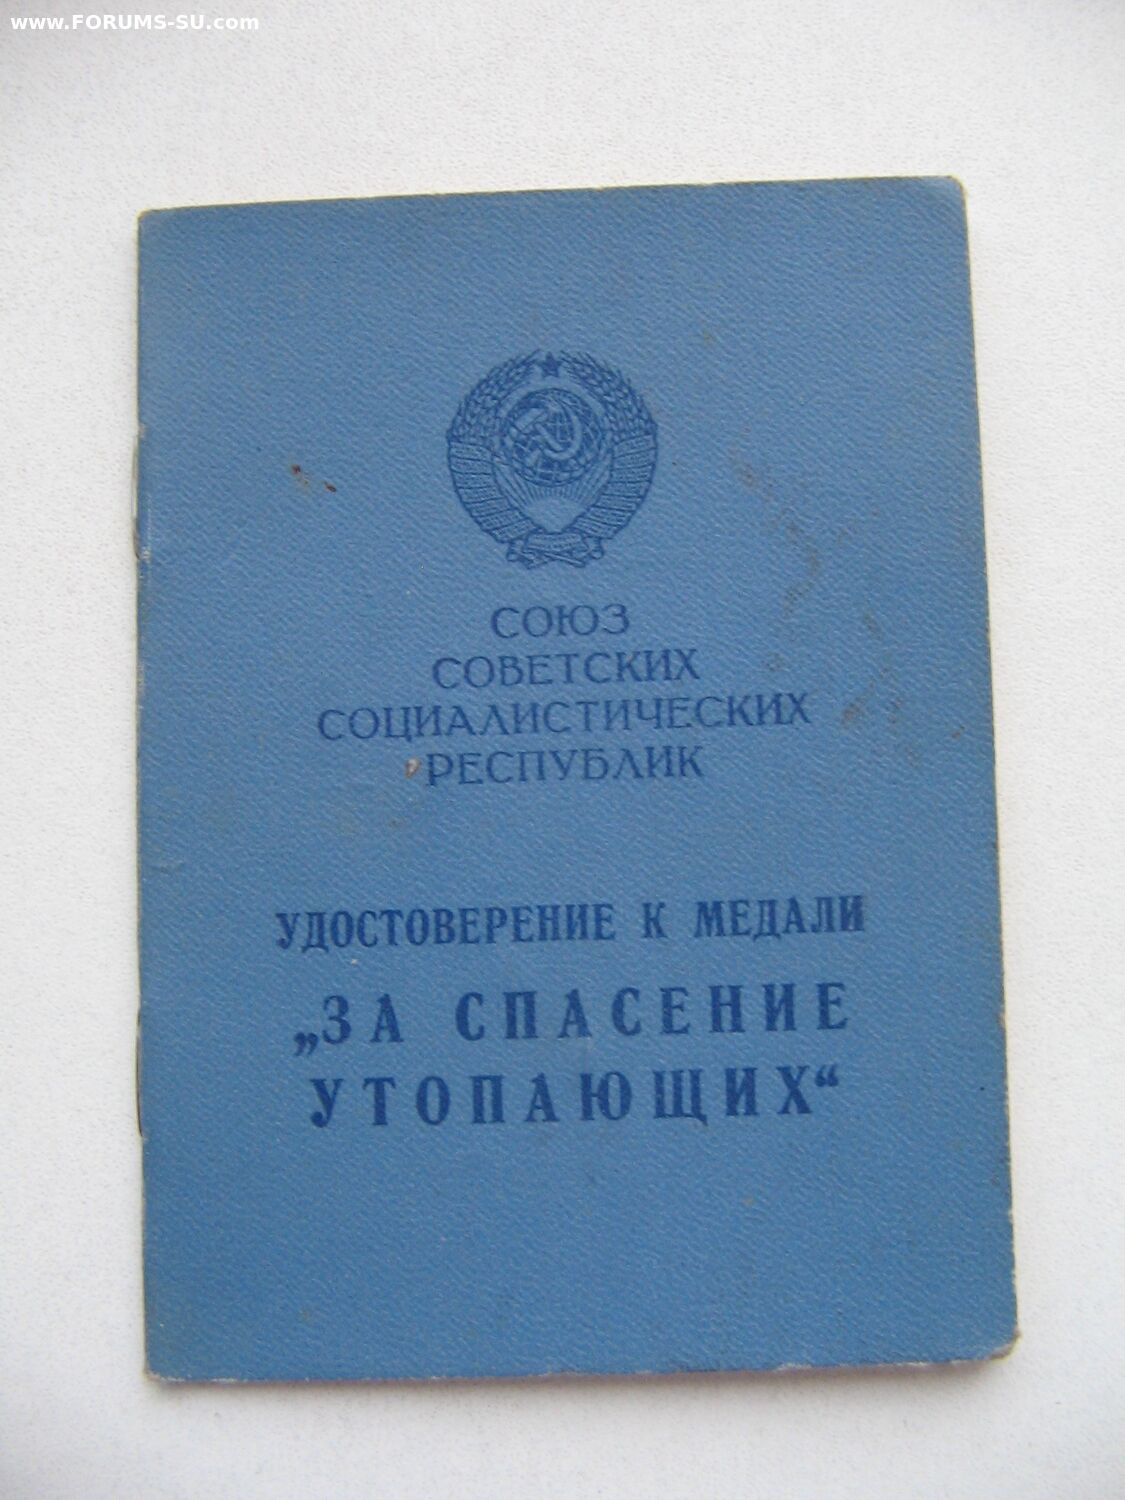 www.FORUMS-SU.com
СОЮЗ
СОВЕТСКИХ
СОЦИАЛИСТИЧЕСКИХ
РЕСПУБЛИК
УДОСТОВЕРЕНИЕ К МЕДАЛИ
„ЗА СПАСЕНИЕ
УТОПАЮЩИХ“